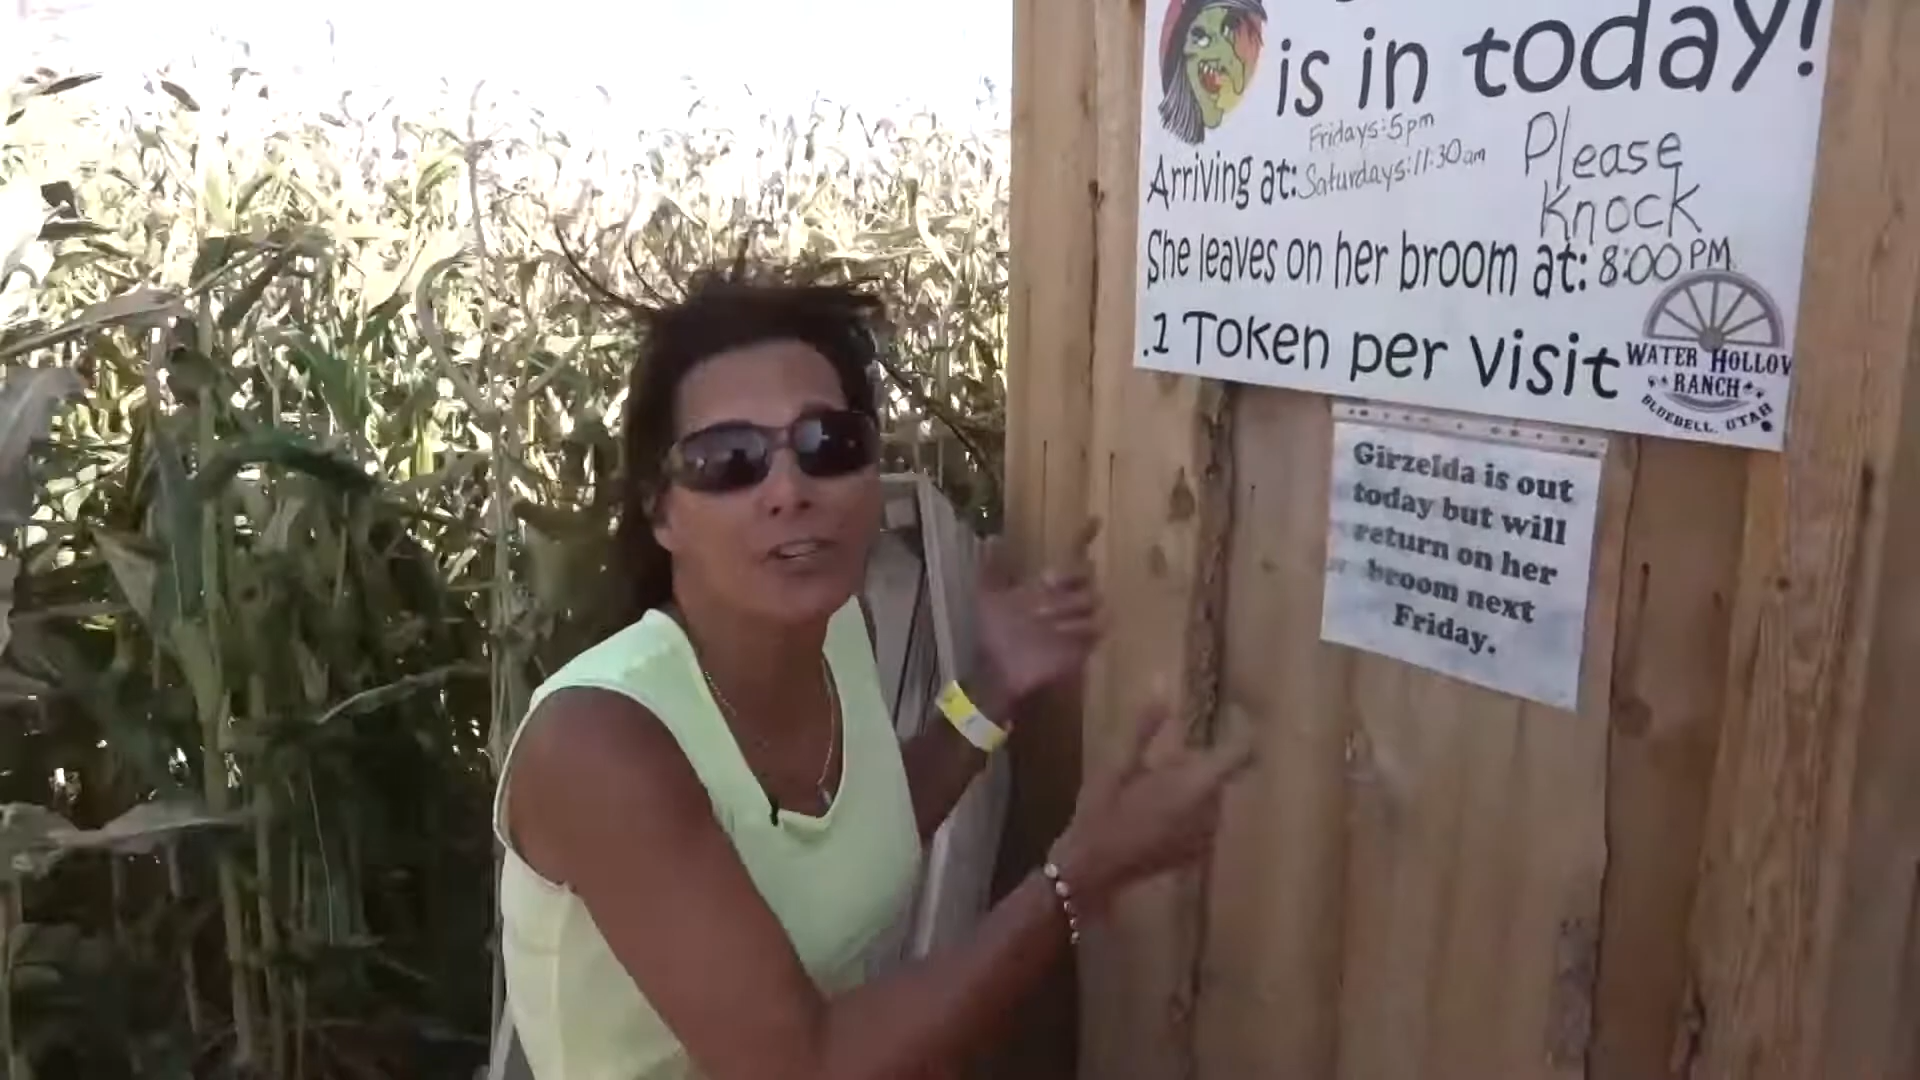 is in today!
Fridays:5pm
Arriving at: Saturdays:11:30am
Please
Knock
She leaves on her broom at: 8:00 PM
.1 Token per visit
WATER HOLLOW
RANCH
BLUEBELL, UTAH
Girzelda is out
today but will
return on her
broom next
Friday.